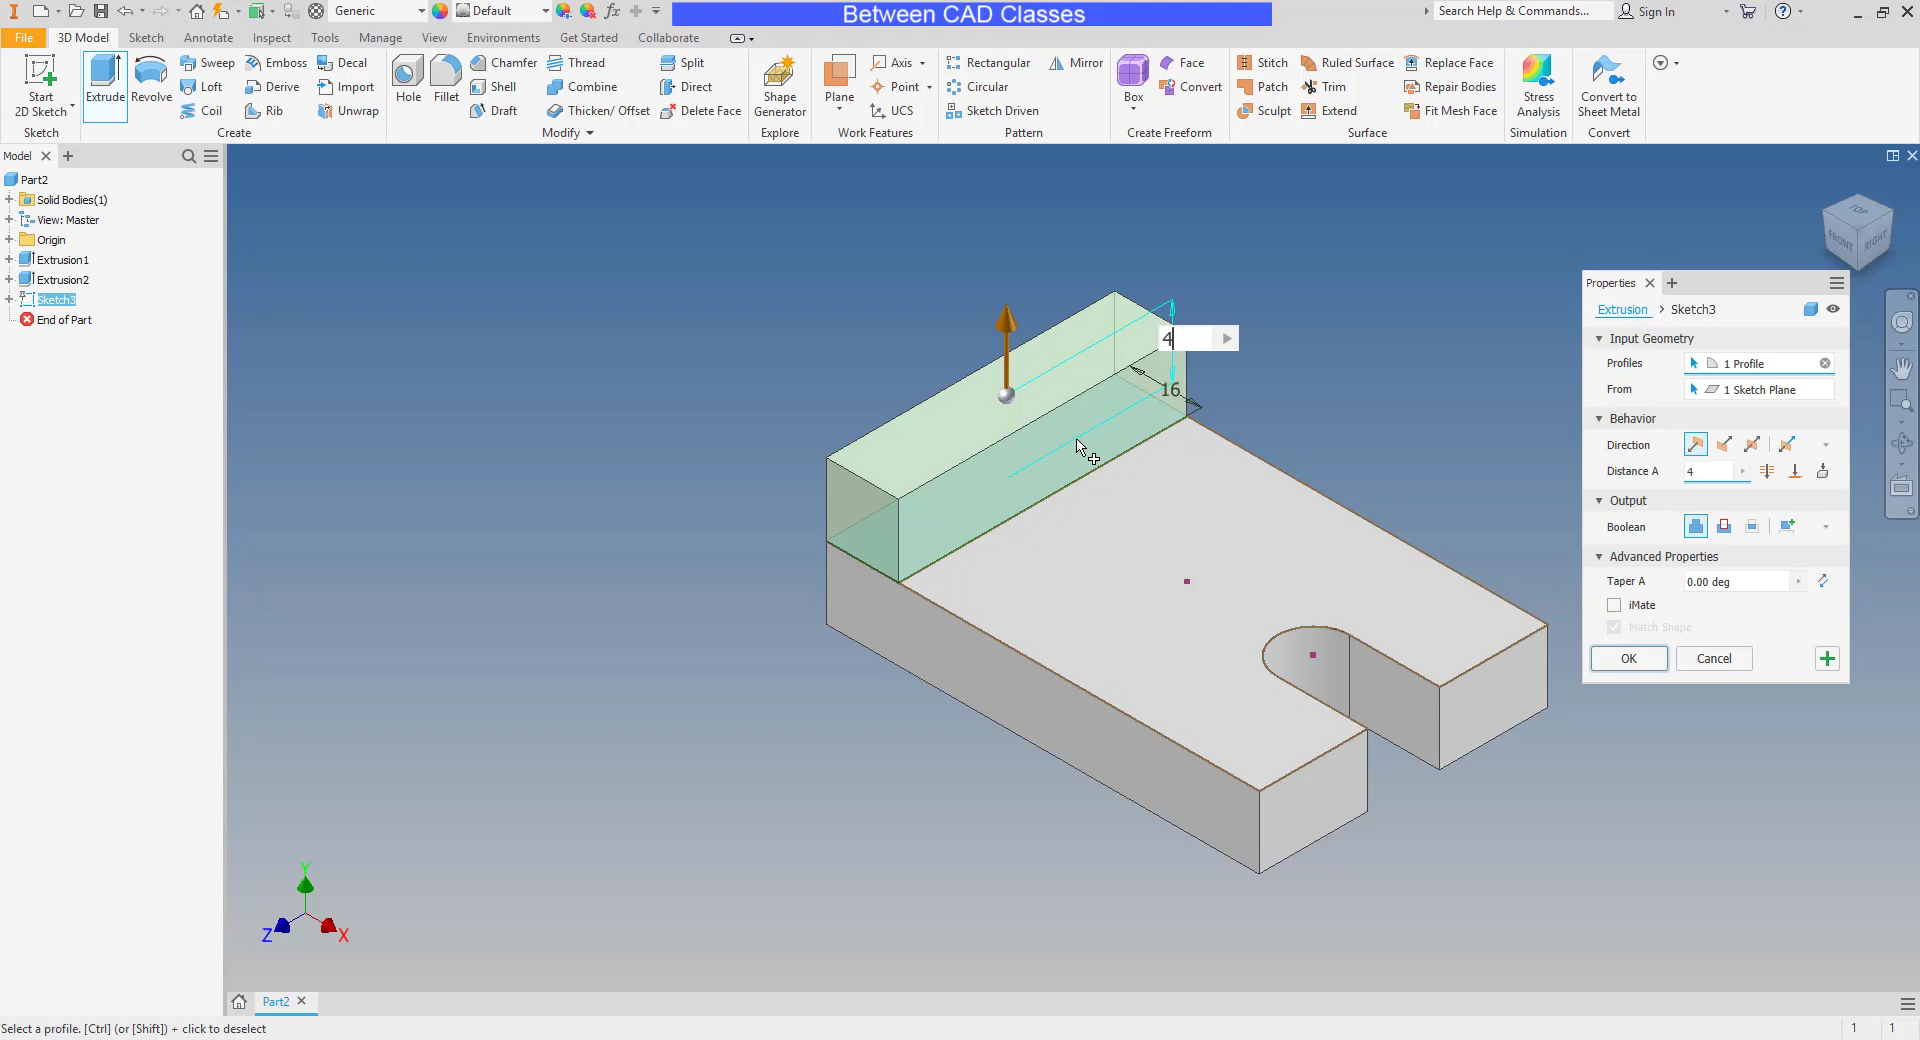 Generic
Default
fx
Between CAD Classes
Search Help & Commands...
Sign In
File
3D Model
Sketch
Annotate
Inspect
Tools
Manage
View
Environments
Get Started
Collaborate
Start
2D Sketch
Sketch
Extrude
Revolve
Sweep
Loft
Coil
Emboss
Derive
Rib
Decal
Import
Unwrap
Create
Hole
Fillet
Chamfer
Shell
Draft
Thread
Combine
Thicken/ Offset
Split
Direct
Delete Face
Modify
Shape
Generator
Explore
Plane
Axis
Point
UCS
Work Features
Rectangular
Circular
Sketch Driven
Mirror
Pattern
Box
Face
Convert
Create Freeform
Stitch
Patch
Sculpt
Ruled Surface
Trim
Extend
Replace Face
Repair Bodies
Fit Mesh Face
Surface
Stress
Analysis
Simulation
Convert to
Sheet Metal
Convert
Model
Part2
Solid Bodies(1)
View: Master
Origin
Extrusion1
Extrusion2
Sketch3
End of Part
4
16
TOP
FRONT
RIGHT
Properties
Extrusion > Sketch3
Input Geometry
Profiles 1 Profile
From 1 Sketch Plane
Behavior
Direction
Distance A 4
Output
Boolean
Advanced Properties
Taper A 0.00 deg
iMate
Match Shape
OK Cancel
Y
Z
X
Part2
Select a profile. [Ctrl] (or [Shift]) + click to deselect
1 1